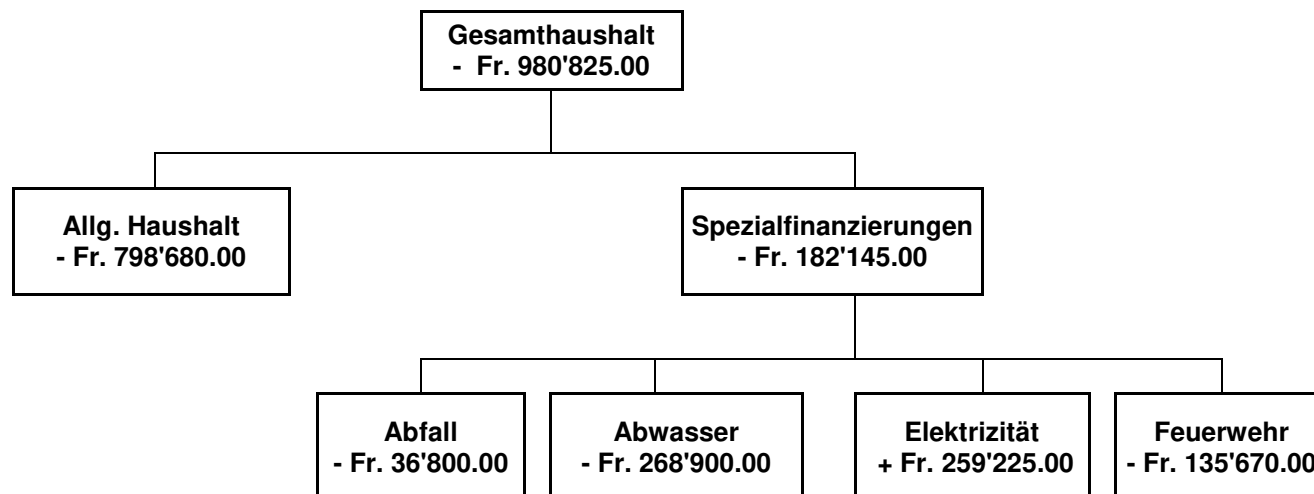 Gesamthaushalt
- Fr. 980'825.00
Allg. Haushalt
- Fr. 798'680.00
Spezialfinanzierungen
- Fr. 182'145.00
Abfall
- Fr. 36'800.00
Abwasser
- Fr. 268'900.00
Elektrizität
+ Fr. 259'225.00
Feuerwehr
- Fr. 135'670.00